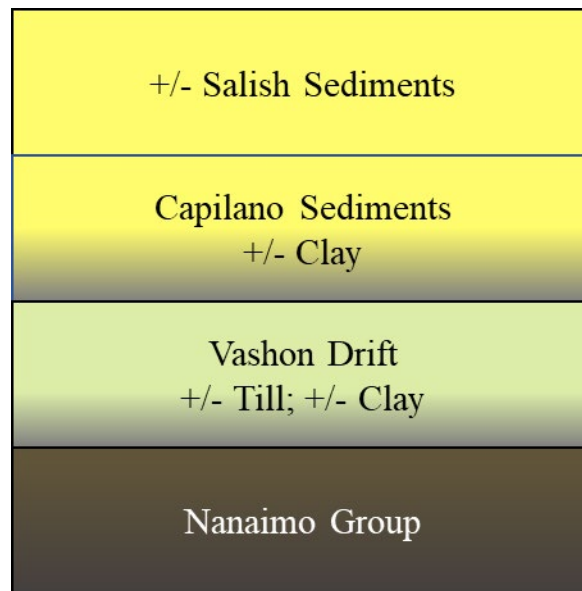 +/- Salish Sediments
Capilano Sediments
+/- Clay
Vashon Drift
+/- Till; +/- Clay
Nanaimo Group